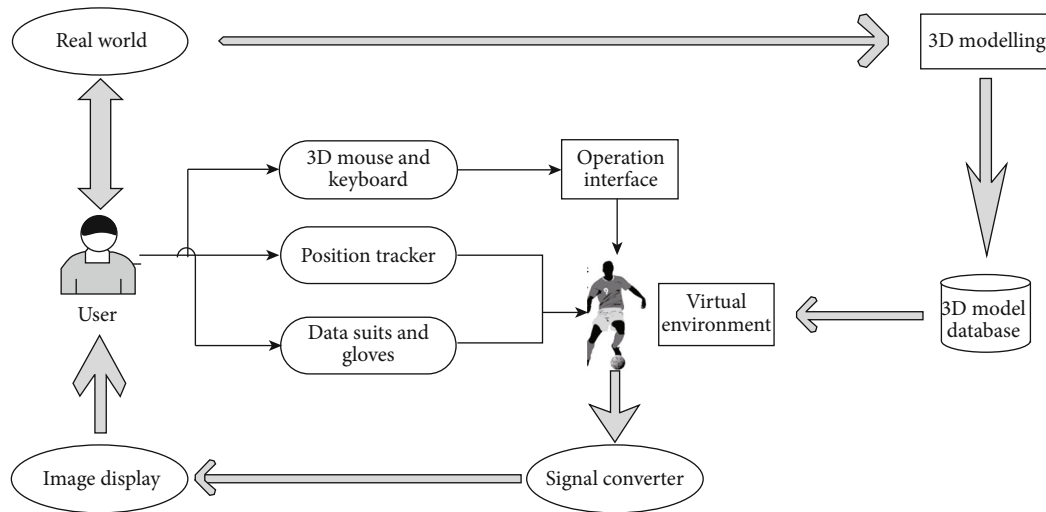 Real world
3D modelling
3D mouse and
keyboard
Operation
interface
Position tracker
User
Data suits and
gloves
Virtual
environment
3D model
database
Image display
Signal converter